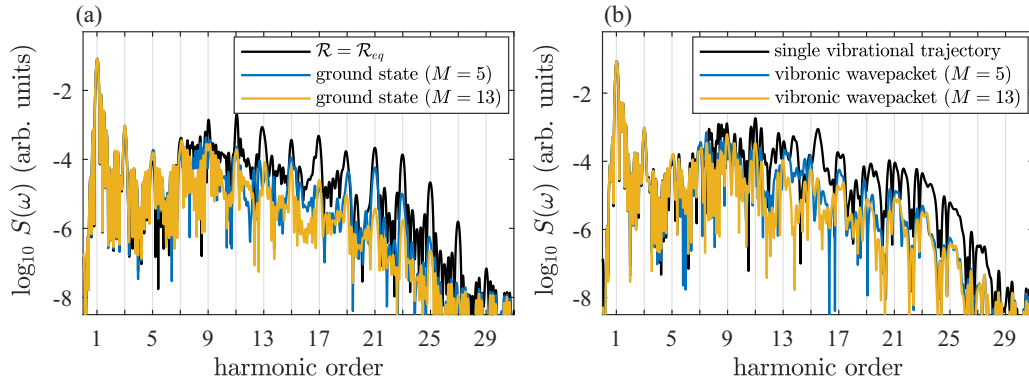 (a)
log₁₀ S(ω) (arb. units)
-2
-4
-6
-8
ℛ = ℛ_eq
ground state (M = 5)
ground state (M = 13)
1 5 9 13 17 21 25 29
harmonic order
(b)
log₁₀ S(ω) (arb. units)
-2
-4
-6
-8
single vibrational trajectory
vibronic wavepacket (M = 5)
vibronic wavepacket (M = 13)
1 5 9 13 17 21 25 29
harmonic order